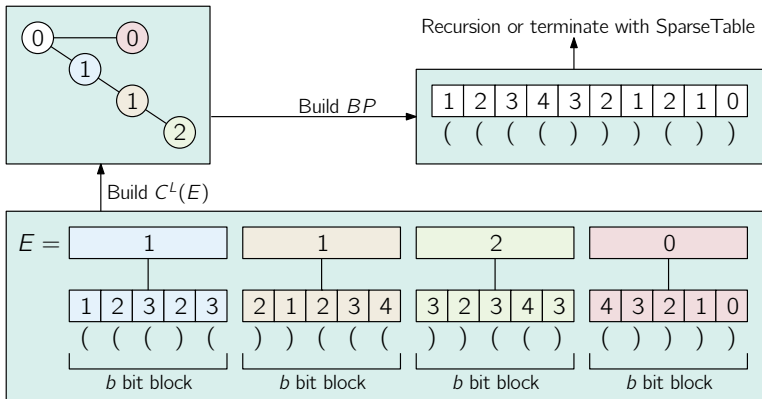 Recursion or terminate with SparseTable
0 0
1
1
2
Build BP
1 2 3 4 3 2 1 2 1 0
( ( ( ( ) ) ) ( ) )
Build C^L(E)
E = 1 1 2 0
1 2 3 2 3 2 1 2 3 4 3 2 3 4 3 4 3 2 1 0
( ( ( ) ( ) ) ( ( ( ) ) ( ( ) ( ) ) ) )
b bit block b bit block b bit block b bit block